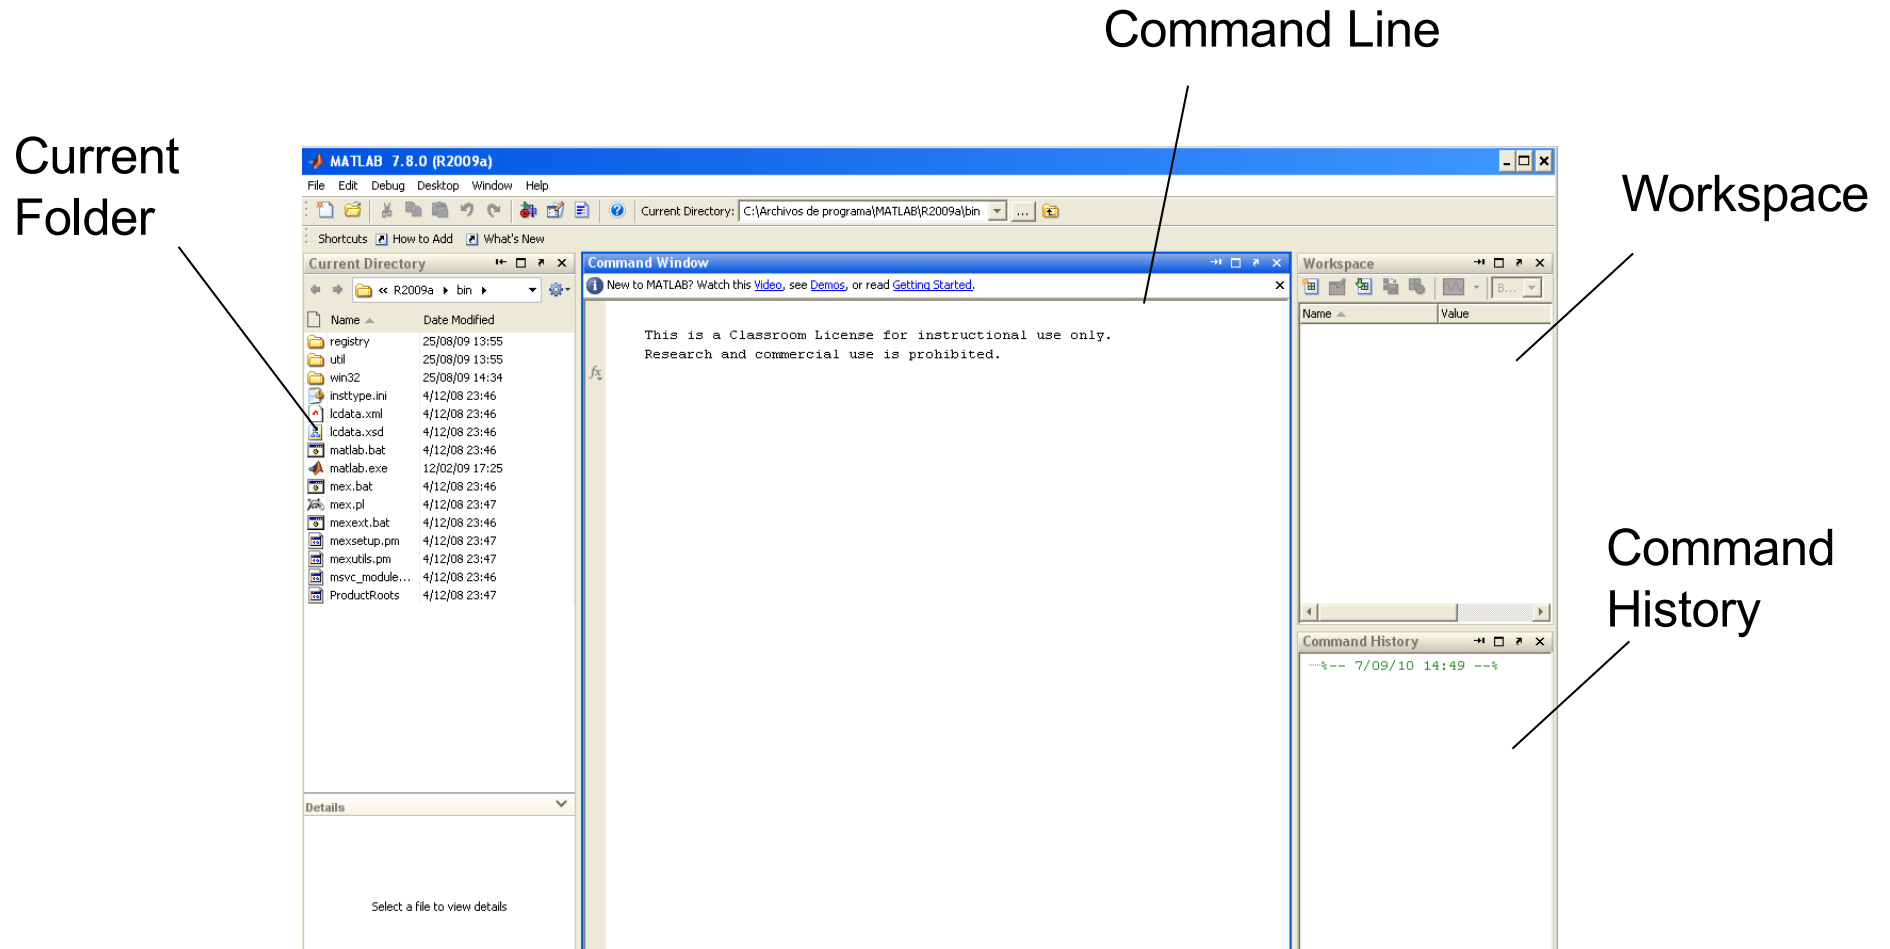 Command Line
Current
Folder
Workspace
Command
History
MATLAB 7.8.0 (R2009a)
File Edit Debug Desktop Window Help
Current Directory: C:\Archivos de programa\MATLAB\R2009a\bin ...
Shortcuts How to Add What's New
Current Directory
« R2009a bin
Name Date Modified
registry 25/08/09 13:55
util 25/08/09 13:55
win32 25/08/09 14:34
insttype.ini 4/12/08 23:46
lcdata.xml 4/12/08 23:46
lcdata.xsd 4/12/08 23:46
matlab.bat 4/12/08 23:46
matlab.exe 12/02/09 17:25
mex.bat 4/12/08 23:46
mex.pl 4/12/08 23:47
mexext.bat 4/12/08 23:46
mexsetup.pm 4/12/08 23:47
mexutils.pm 4/12/08 23:47
msvc_module... 4/12/08 23:46
ProductRoots 4/12/08 23:47
Details
Select a file to view details
Command Window
New to MATLAB? Watch this Video, see Demos, or read Getting Started.
This is a Classroom License for instructional use only.
Research and commercial use is prohibited.
fx
Workspace
B...
Name Value
Command History
%-- 7/09/10 14:49 --%